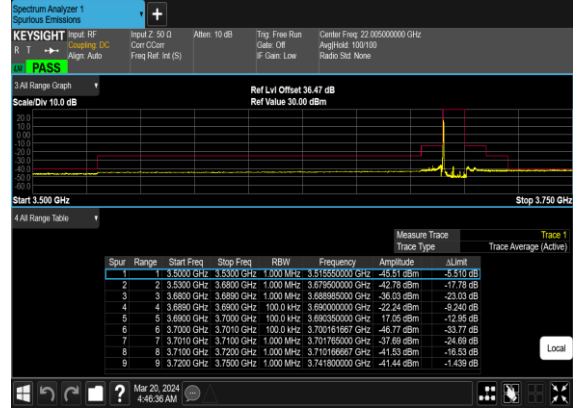 Spectrum Analyzer 1
Spurious Emissions
KEYSIGHT Input: RF Input Z: 50 Ω Atten: 10 dB Trig: Free Run Center Freq: 22.005000000 GHz
R T Coupling: DC Corr CCorr Gate: Off Avg|Hold: 100/100
Align: Auto Freq Ref: Int (S) IF Gain: Low Radio Std: None
PASS
3 All Range Graph
Ref Lvl Offset 36.47 dB
Scale/Div 10.0 dB Ref Value 30.00 dBm
20.0
10.0
0.00
-10.0
-20.0
-30.0
-40.0
-50.0
-60.0
Start 3.500 GHz Stop 3.750 GHz
4 All Range Table
Measure Trace Trace 1
Trace Type Trace Average (Active)
Spur Range Start Freq Stop Freq RBW Frequency Amplitude ΔLimit
1 1 3.5000 GHz 3.5300 GHz 1.000 MHz 3.515550000 GHz -45.51 dBm -5.510 dB
2 2 3.5300 GHz 3.6800 GHz 1.000 MHz 3.679500000 GHz -42.78 dBm -17.78 dB
3 3 3.6800 GHz 3.6890 GHz 1.000 MHz 3.688985000 GHz -36.03 dBm -23.03 dB
4 4 3.6890 GHz 3.6900 GHz 100.0 kHz 3.690000000 GHz -22.24 dBm -9.240 dB
5 5 3.6900 GHz 3.7000 GHz 100.0 kHz 3.690350000 GHz 17.05 dBm -12.95 dB
6 6 3.7000 GHz 3.7010 GHz 100.0 kHz 3.700161667 GHz -46.77 dBm -33.77 dB
7 7 3.7010 GHz 3.7100 GHz 1.000 MHz 3.701765000 GHz -37.69 dBm -24.69 dB
8 8 3.7100 GHz 3.7200 GHz 1.000 MHz 3.710166667 GHz -41.53 dBm -16.53 dB
9 9 3.7200 GHz 3.7500 GHz 1.000 MHz 3.741800000 GHz -41.44 dBm -1.439 dB
Local
Mar 20, 2024
4:46:36 AM